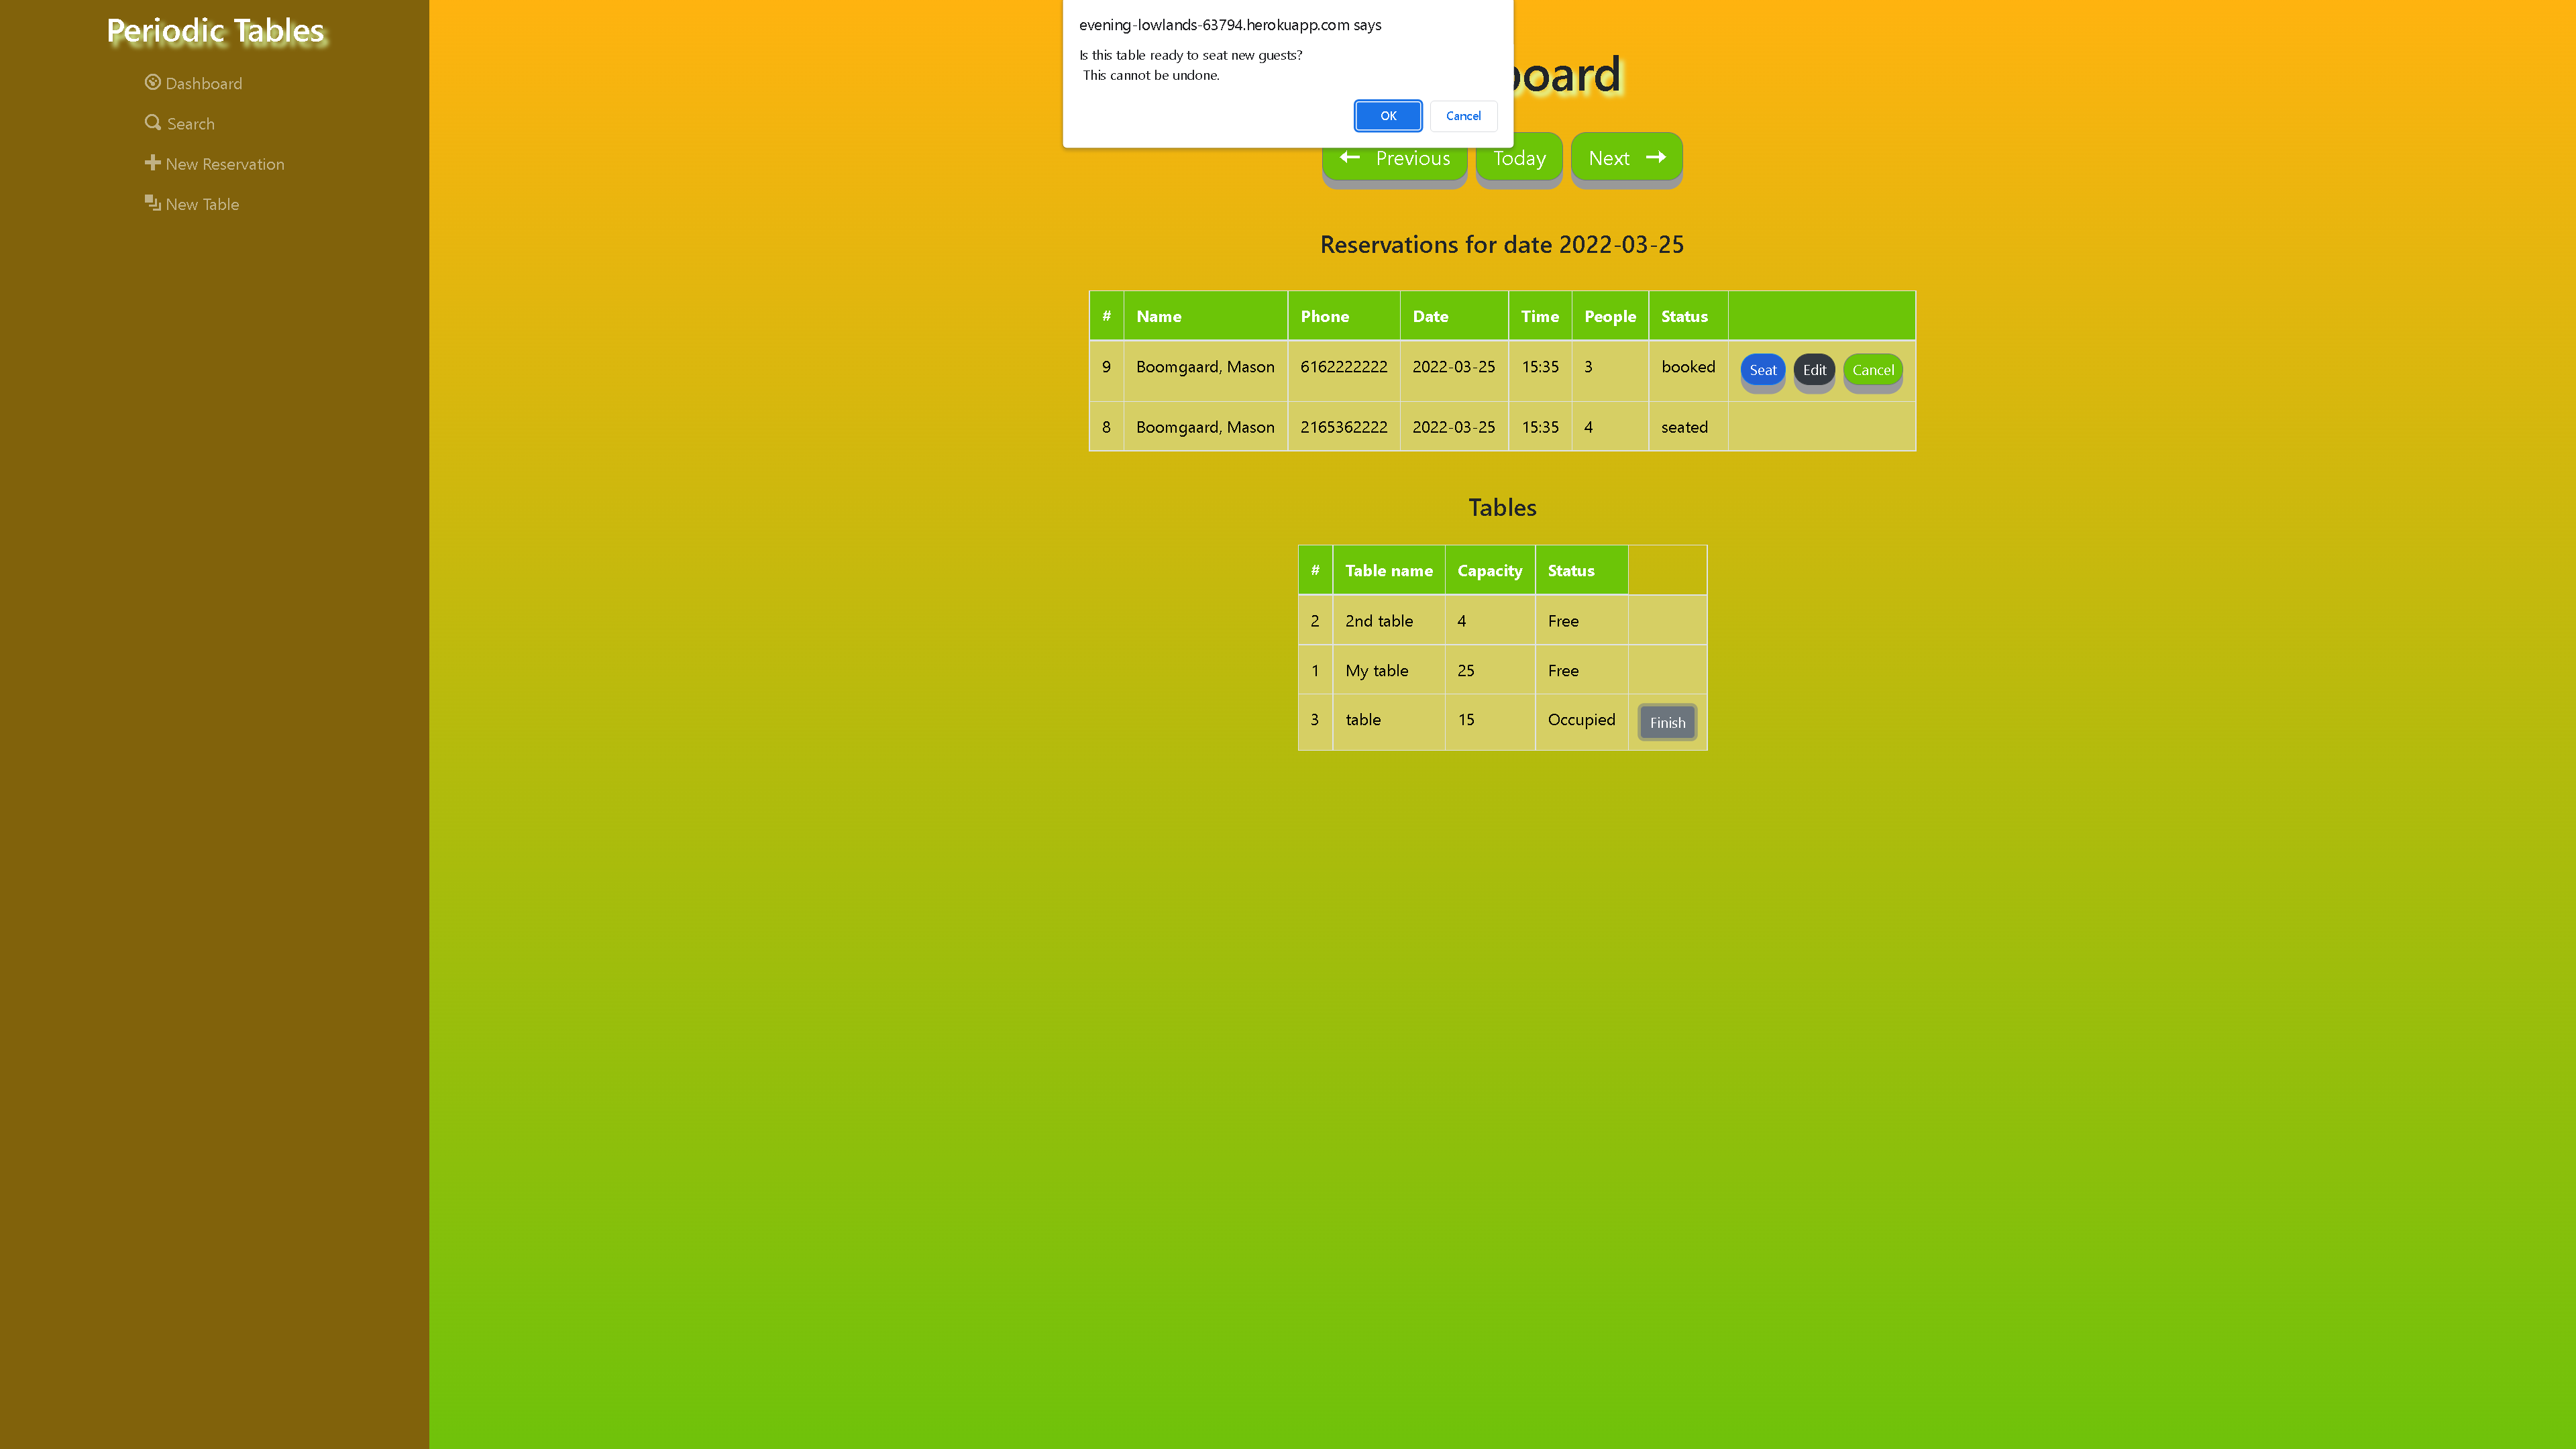 Periodic Tables
Dashboard
Search
New Reservation
New Table
evening-lowlands-63794.herokuapp.com says
Is this table ready to seat new guests?
This cannot be undone.
OK Cancel
board
Previous Today Next
Reservations for date 2022-03-25
# Name Phone Date Time People Status
9 Boomgaard, Mason 6162222222 2022-03-25 15:35 3 booked Seat Edit Cancel
8 Boomgaard, Mason 2165362222 2022-03-25 15:35 4 seated
Tables
# Table name Capacity Status
2 2nd table 4 Free
1 My table 25 Free
3 table 15 Occupied Finish